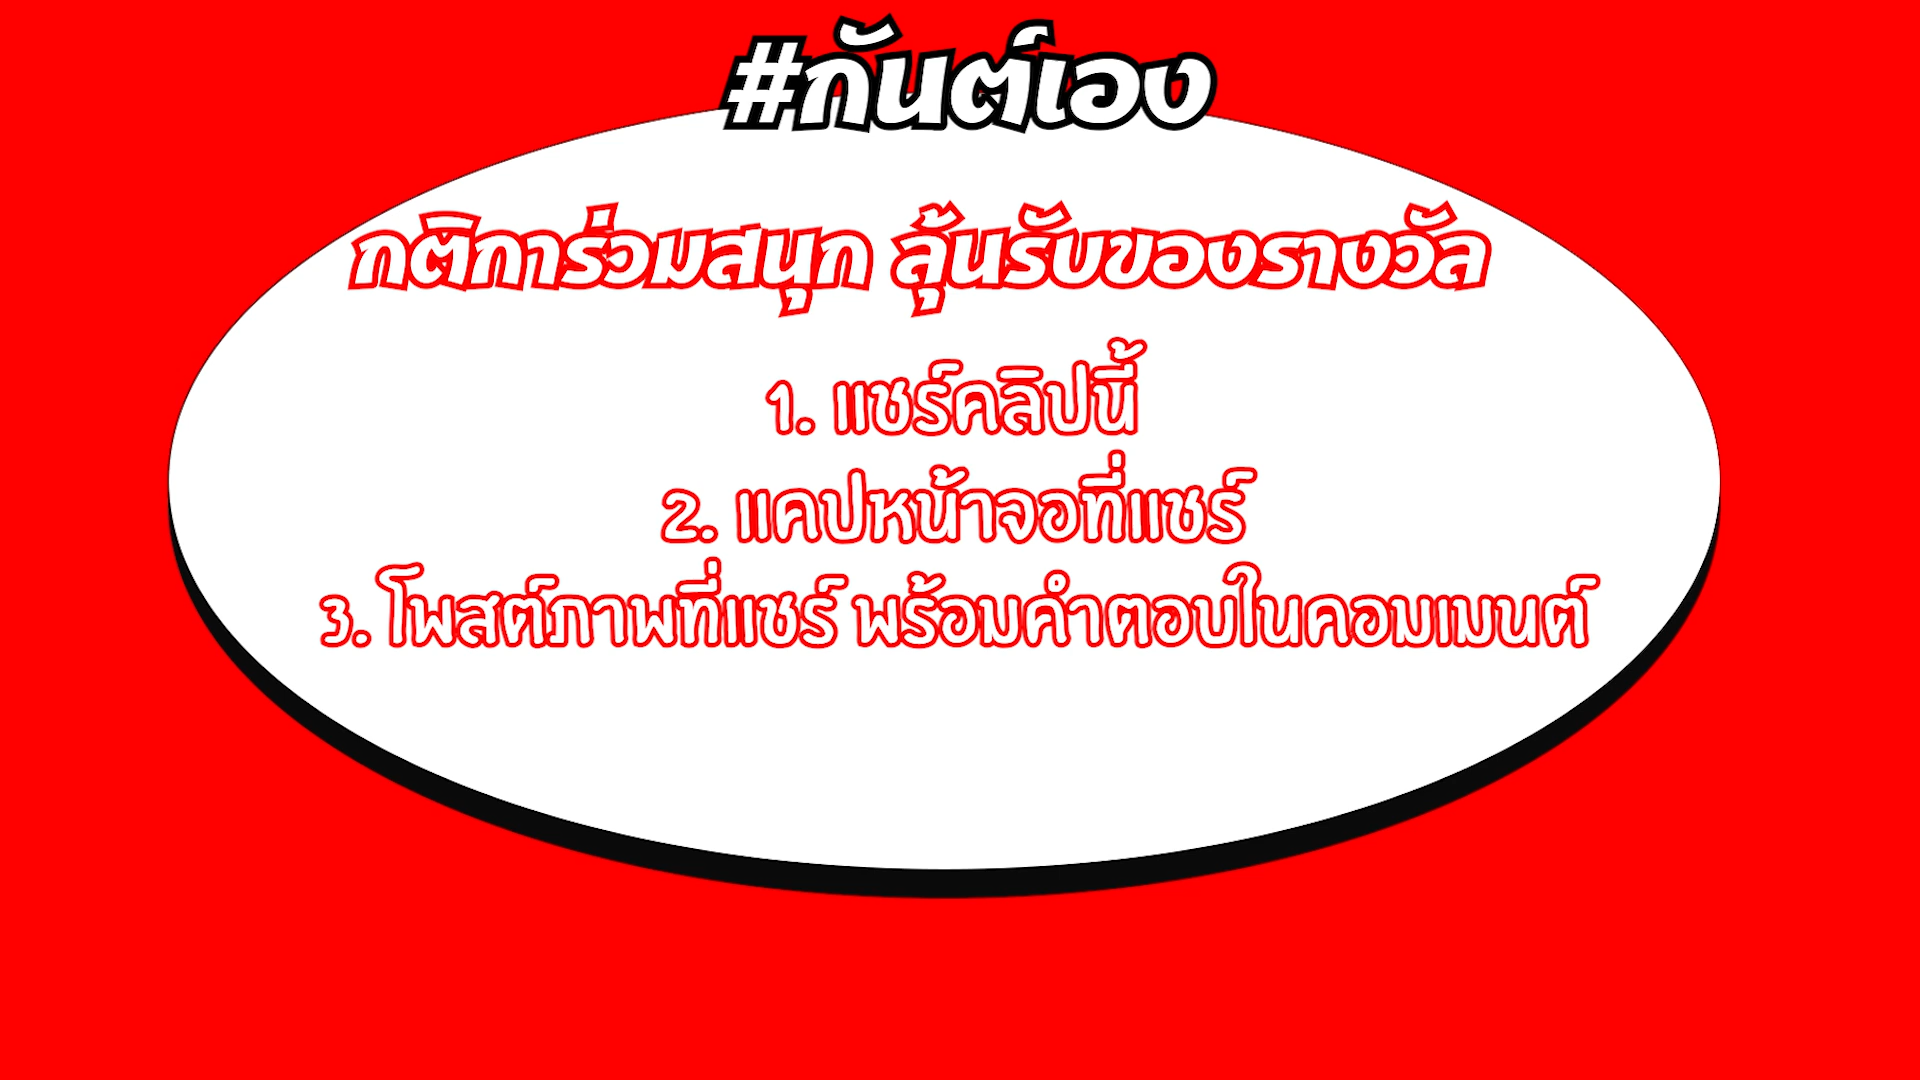 #กันต์เอง
กติการ่วมสนุก ลุ้นรับของรางวัล
1. แชร์คลิปนี้
2. แคปหน้าจอที่แชร์
3. โพสต์ภาพที่แชร์ พร้อมคำตอบในคอมเมนต์